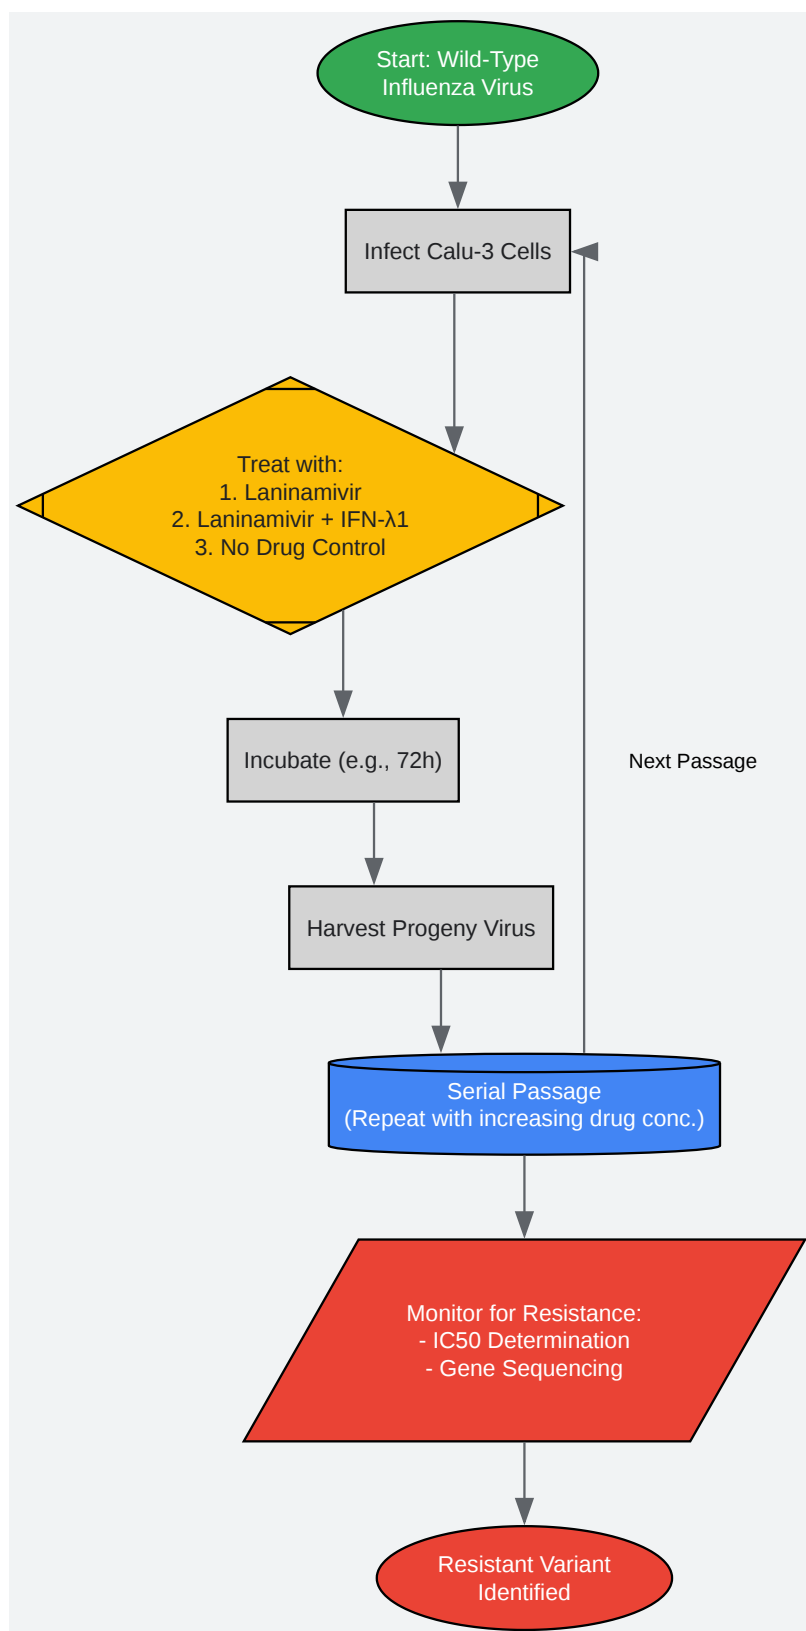 Start: Wild-Type
Influenza Virus
Infect Calu-3 Cells
Treat with:
1. Laninamivir
2. Laninamivir + IFN-λ1
3. No Drug Control
Incubate (e.g., 72h)
Next Passage
Harvest Progeny Virus
Serial Passage
(Repeat with increasing drug conc.)
Monitor for Resistance:
- IC50 Determination
- Gene Sequencing
Resistant Variant
Identified